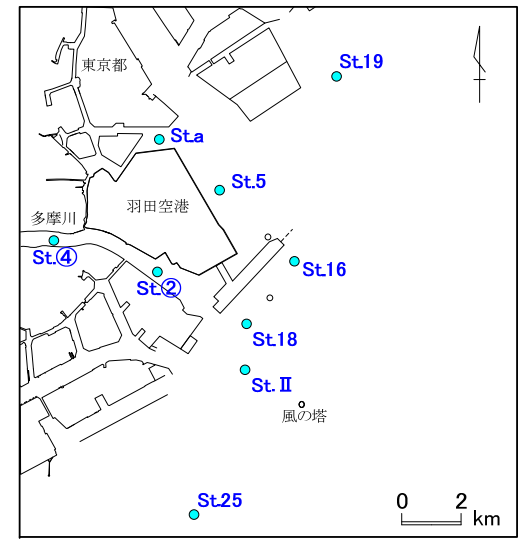 St.19
東京都
St.a
St.5
羽田空港
多摩川
St.④
St.16
St.②
St.18
St.Ⅱ
風の塔
St.25
0 2
km